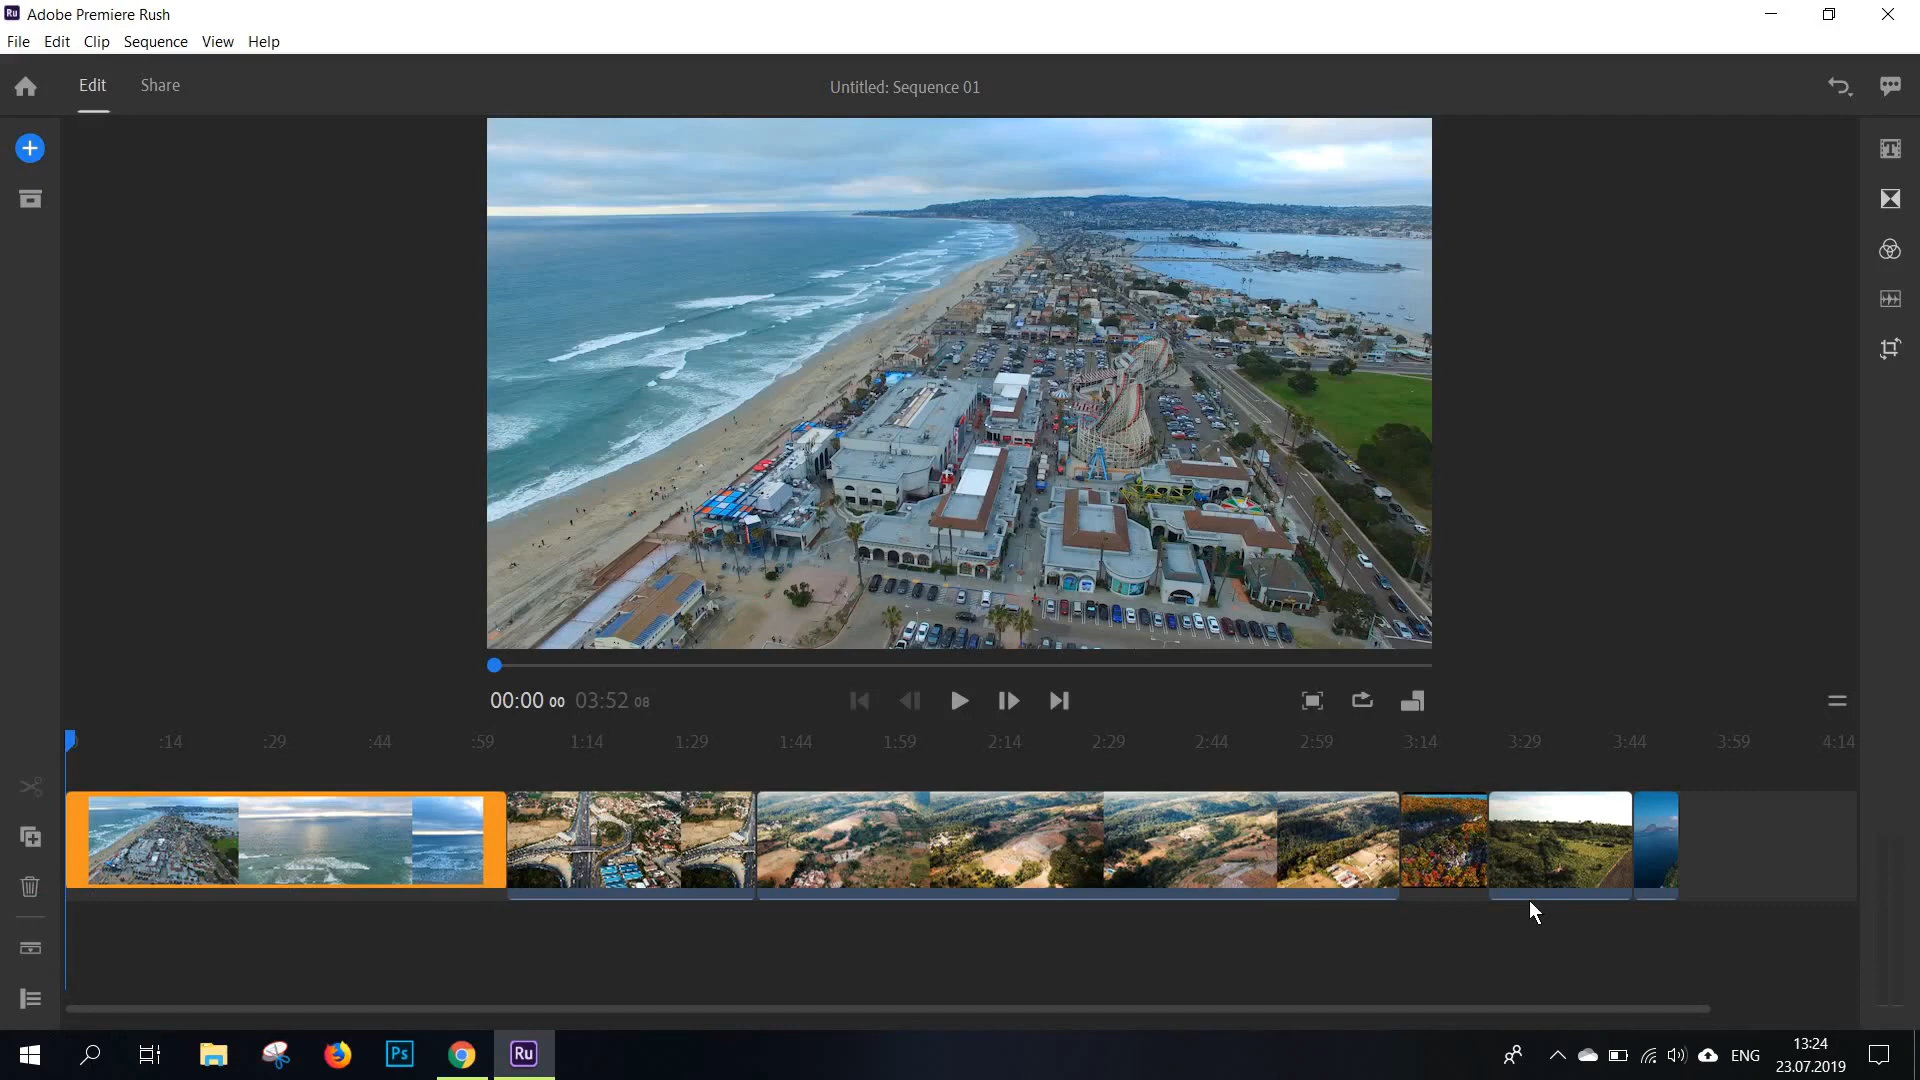 Ru Adobe Premiere Rush
File Edit Clip Sequence View Help
Edit Share Untitled: Sequence 01
00:00 00 03:52 08
:14 :29 :44 :59 1:14 1:29 1:44 1:59 2:14 2:29 2:44 2:59 3:14 3:29 3:44 3:59 4:14
Ps Ru ENG 13:24
23.07.2019